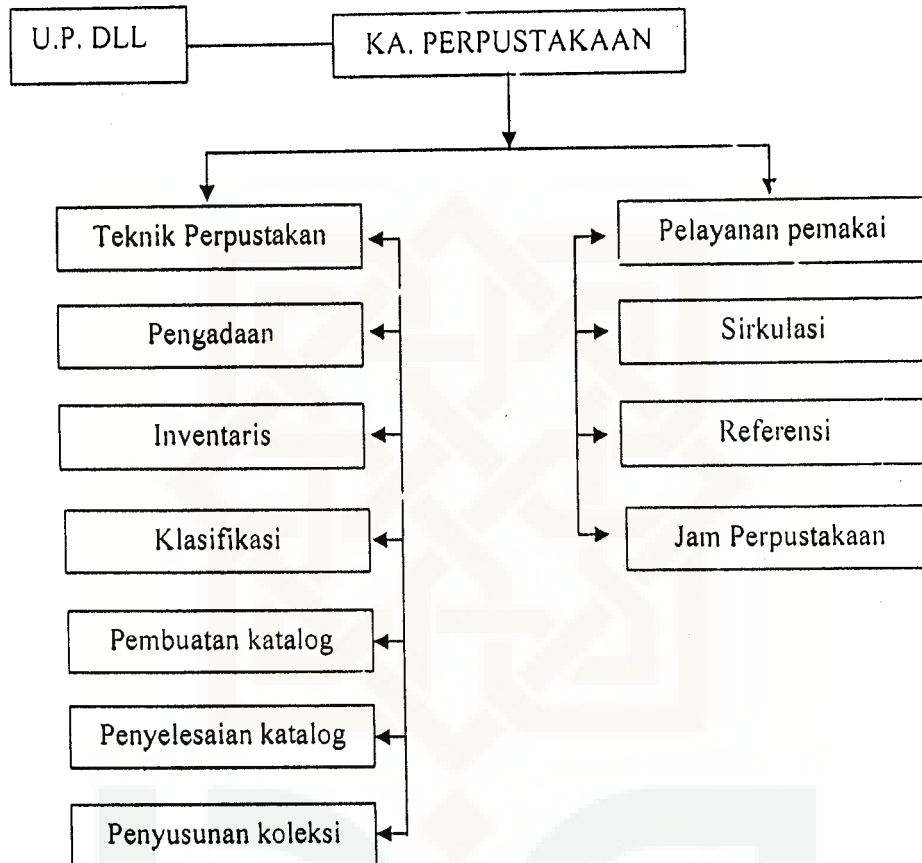 U.P. DLL
KA. PERPUSTAKAAN
Teknik Perpustakan
Pengadaan
Inventaris
Klasifikasi
Pembuatan katalog
Penyelesaian katalog
Penyusunan koleksi
Pelayanan pemakai
Sirkulasi
Referensi
Jam Perpustakaan